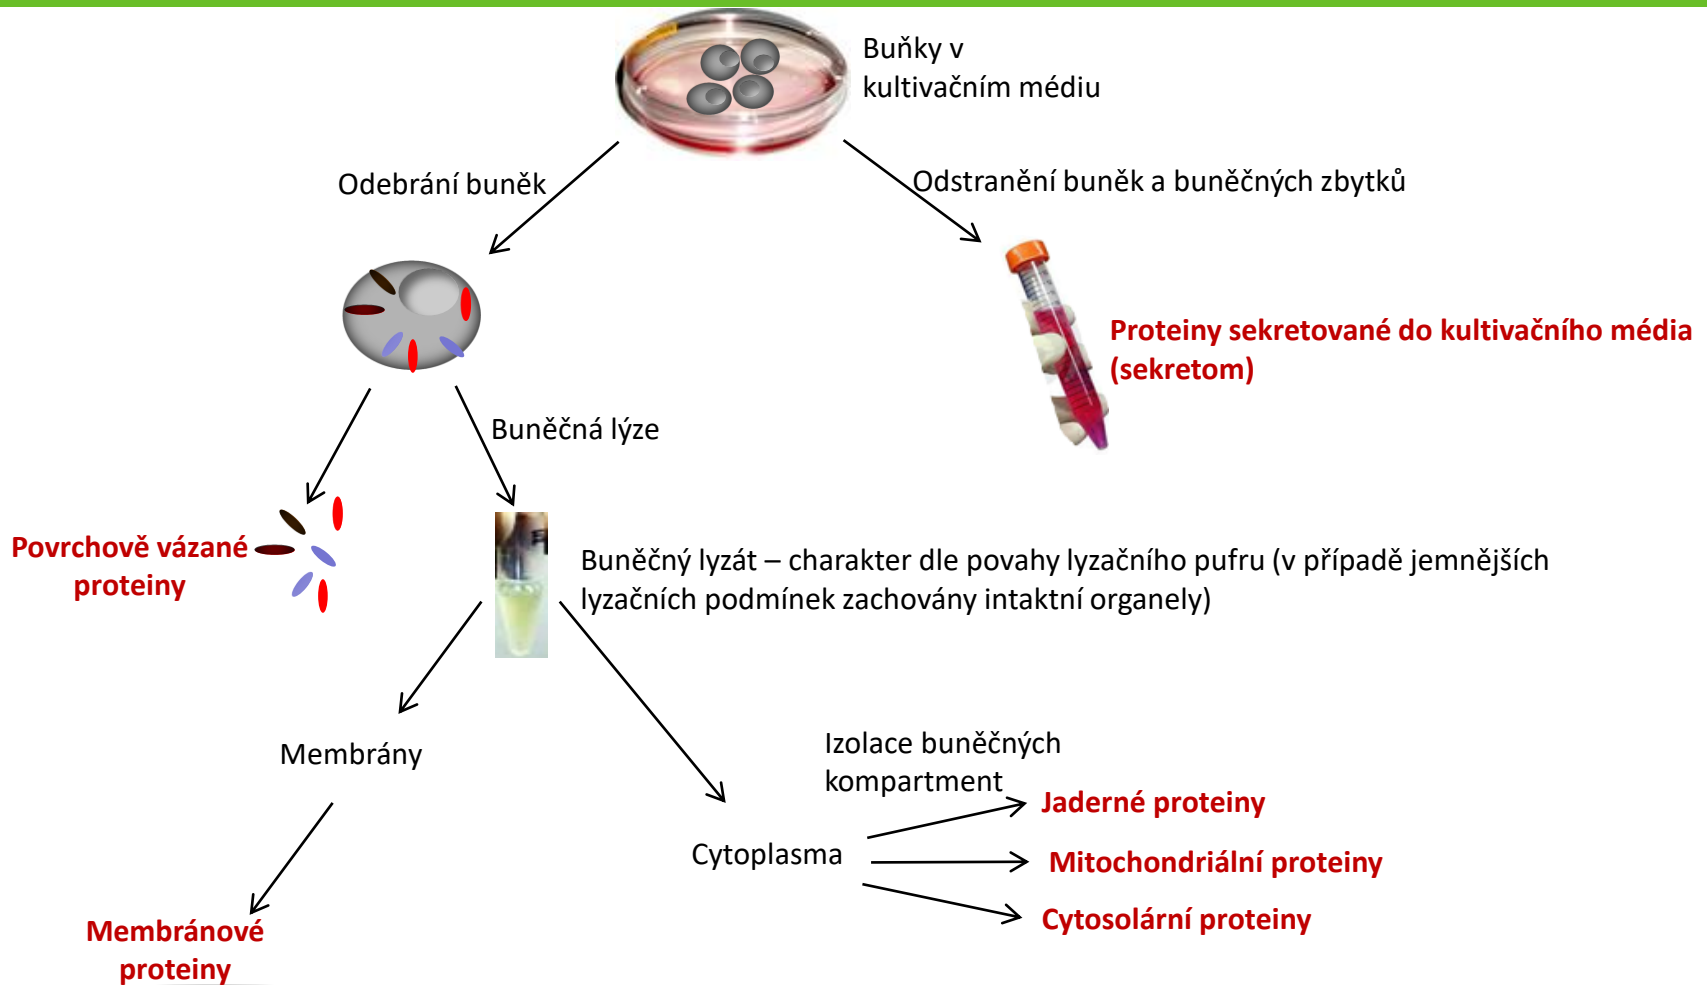 Buňky v
kultivačním médiu
Odebrání buněk
Odstranění buněk a buněčných zbytků
Proteiny sekretované do kultivačního média
(sekretom)
Buněčná lýze
Povrchově vázané
proteiny
Buněčný lyzát – charakter dle povahy lyzačního pufru (v případě jemnějších
lyzačních podmínek zachovány intaktní organely)
Membrány
Izolace buněčných
kompartment
Jaderné proteiny
Cytoplasma
Mitochondriální proteiny
Cytosolární proteiny
Membránové
proteiny